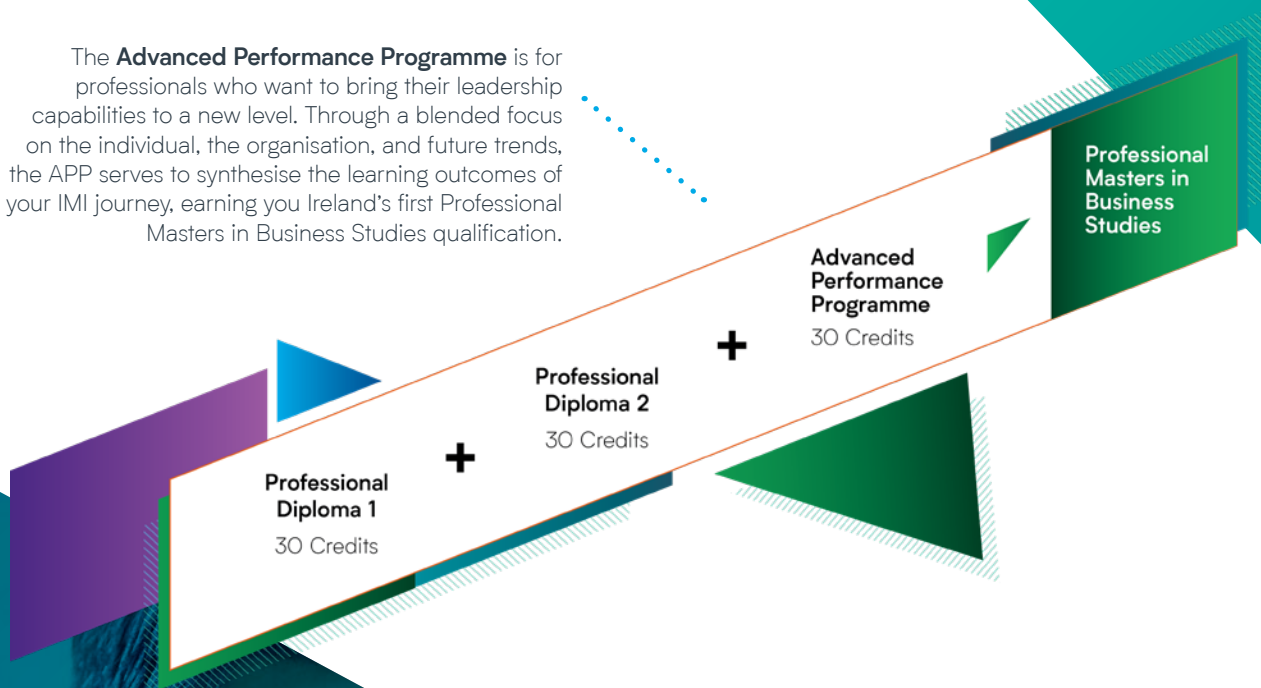 The Advanced Performance Programme is for
professionals who want to bring their leadership
capabilities to a new level. Through a blended focus
on the individual, the organisation, and future trends,
the APP serves to synthesise the learning outcomes of
your IMI journey, earning you Ireland's first Professional
Masters in Business Studies qualification.
Professional
Diploma 1
30 Credits
+
Professional
Diploma 2
30 Credits
+
Advanced
Performance
Programme
30 Credits
Professional
Masters in
Business
Studies